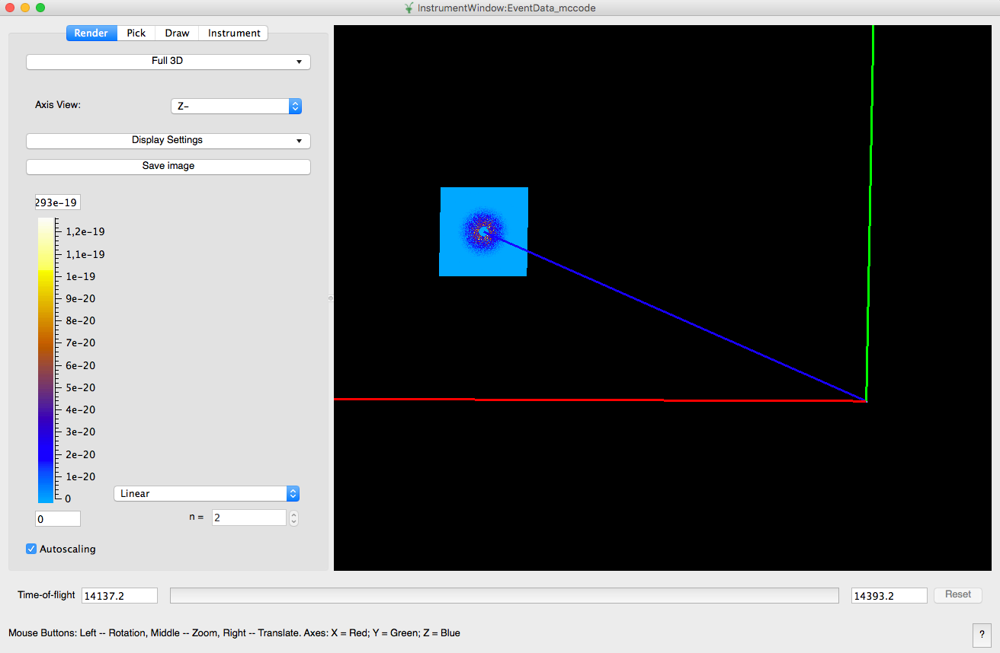 InstrumentWindow:EventData_mccode
Render Pick Draw Instrument
Full 3D
Axis View: Z-
Display Settings
Save image
293e-19
1,2e-19
1,1e-19
1e-19
9e-20
8e-20
7e-20
6e-20
5e-20
4e-20
3e-20
2e-20
1e-20
0
Linear
0
n = 2
Autoscaling
Time-of-flight 14137.2 14393.2 Reset
Mouse Buttons: Left -- Rotation, Middle -- Zoom, Right -- Translate. Axes: X = Red; Y = Green; Z = Blue
?